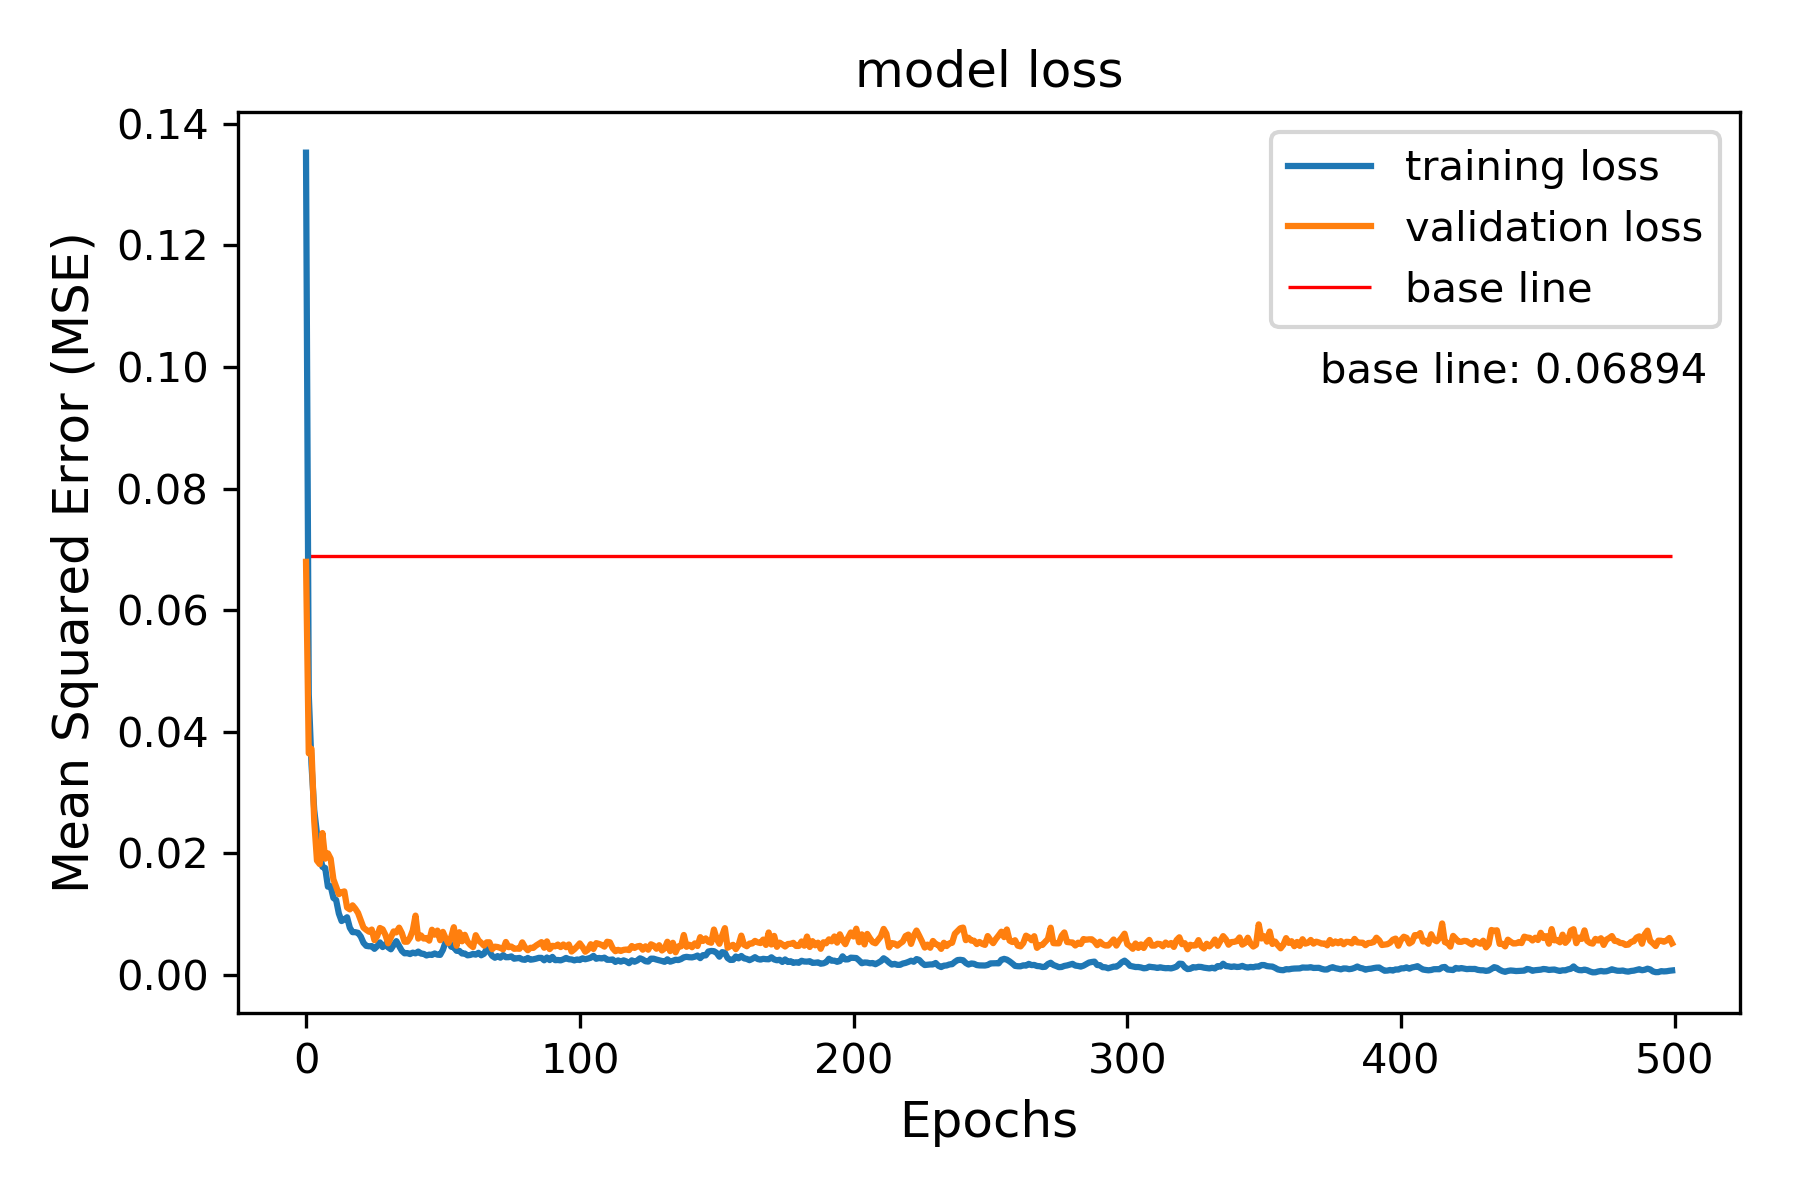 model loss
0.14
0.12
0.10
0.08
0.06
0.04
0.02
0.00
Mean Squared Error (MSE)
training loss
validation loss
base line
base line: 0.06894
0 100 200 300 400 500
Epochs